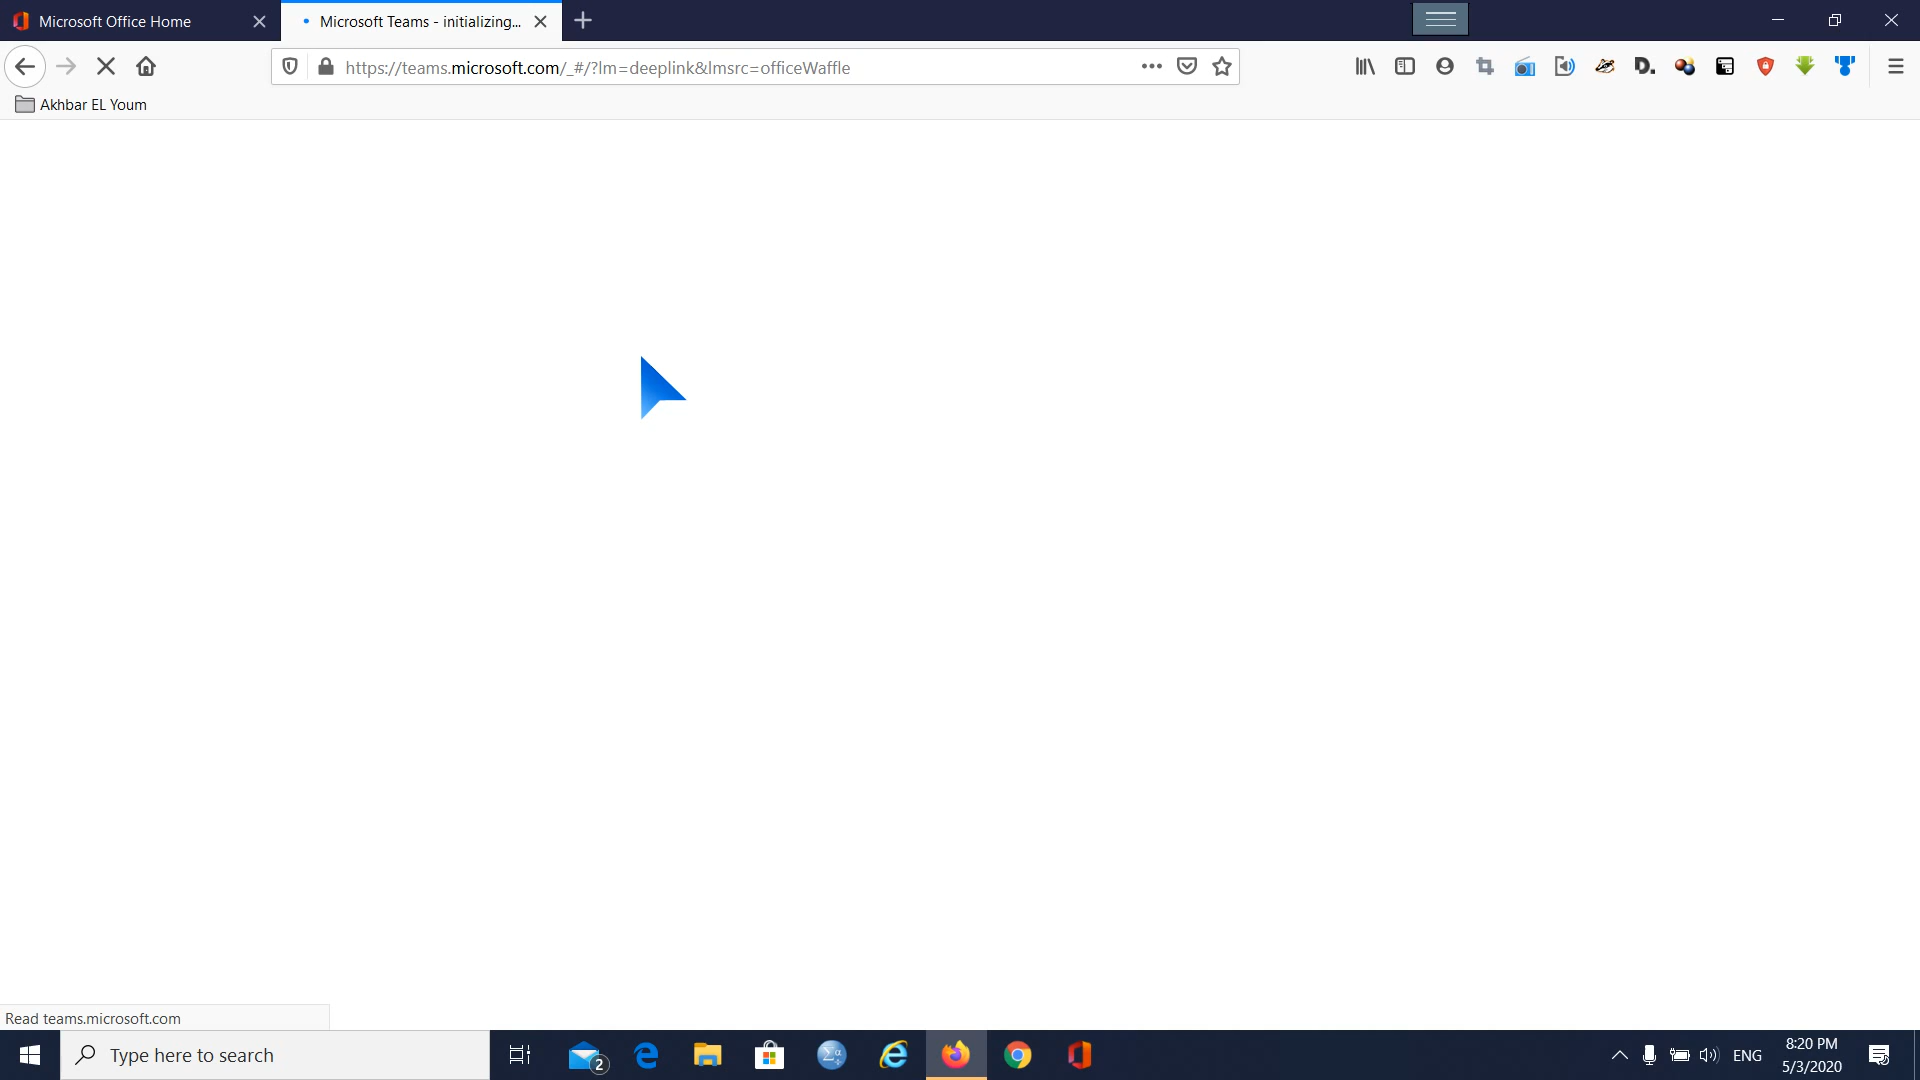 Microsoft Office Home
Microsoft Teams - initializing...
https://teams.microsoft.com/_#/?lm=deeplink&lmsrc=officeWaffle
Akhbar EL Youm
Read teams.microsoft.com
Type here to search
2
ENG
8:20 PM
5/3/2020